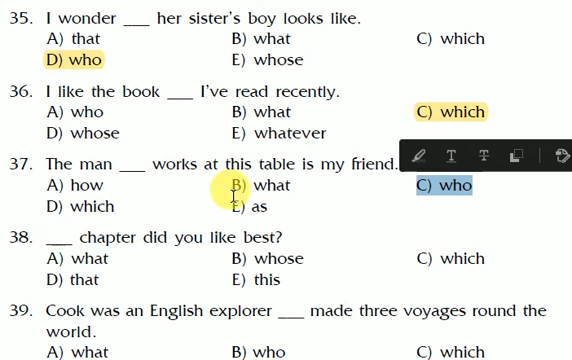 35. I wonder ___ her sister's boy looks like.
A) that B) what C) which
D) who E) whose
36. I like the book ___ I've read recently.
A) who B) what C) which
D) whose E) whatever
37. The man ___ works at this table is my friend.
A) how B) what C) who
D) which E) as
38. ___ chapter did you like best?
A) what B) whose C) which
D) that E) this
39. Cook was an English explorer ___ made three voyages round the
world.
A) what B) who C) which